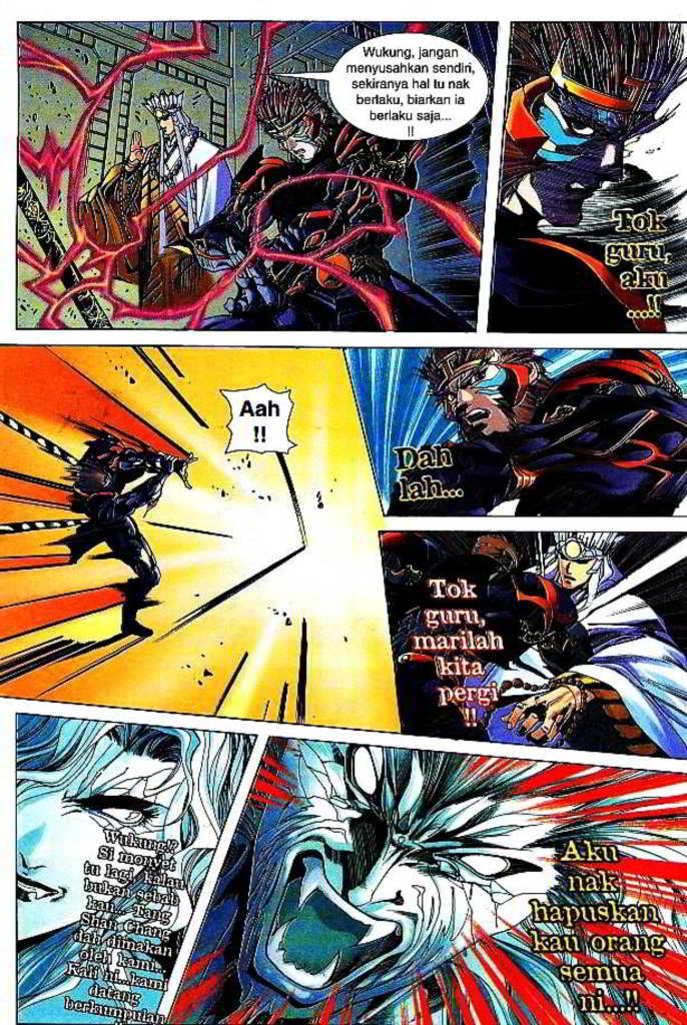 Wukung, jangan
menyusahkan sendiri,
sekiranya hal tu nak
berlaku, biarkan ia
berlaku saja...
!!
Tok
guru,
aku
...!!
Aah
!!
Dah
lah...
Tok
guru,
marilah
kita
pergi
!!
Wukung!?
Si monyet
tu lagi, kalau
bukan sebab
kau... Tang
Shan Chang
dah dimakan
oleh kami..
Kali ni...kami
datang
berkumpulan
Aku
nak
hapuskan
kau orang
semua
ni...!!